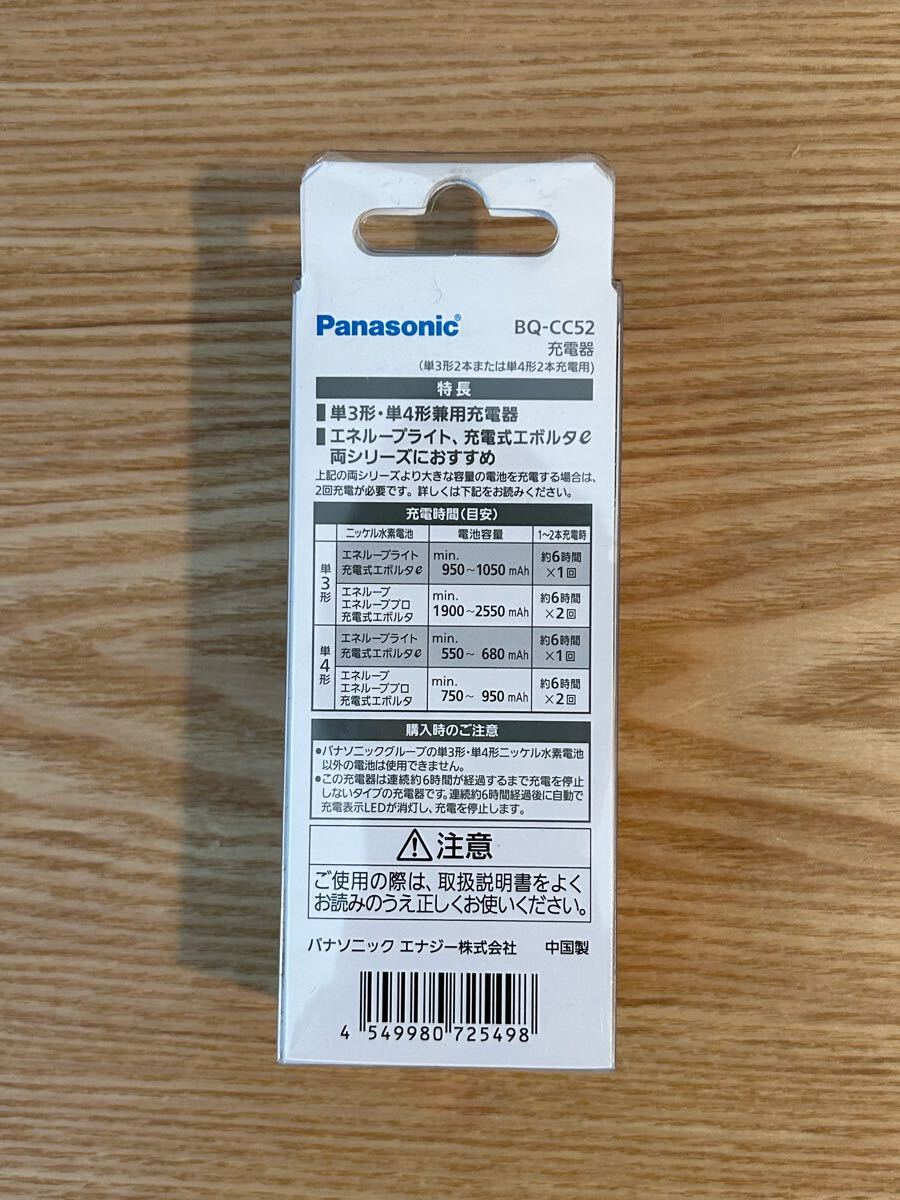 Panasonic® BQ-CC52
充電器
(単3形2本または単4形2本充電用)
特長
単3形・単4形兼用充電器
エネループライト、充電式エボルタe
両シリーズにおすすめ
上記の両シリーズより大きな容量の電池を充電する場合は、
2回充電が必要です。詳しくは下記をお読みください。
充電時間(目安)
ニッケル水素電池 電池容量 1〜2本充電時
単3形
エネループライト
充電式エボルタe
min.
950〜1050 mAh
約6時間
×1回
エネループ
エネループプロ
充電式エボルタ
min.
1900〜2550 mAh
約6時間
×2回
単4形
エネループライト
充電式エボルタe
min.
550〜 680 mAh
約6時間
×1回
エネループ
エネループプロ
充電式エボルタ
min.
750〜 950 mAh
約6時間
×2回
購入時のご注意
●パナソニックグループの単3形・単4形ニッケル水素電池
以外の電池は使用できません。
●この充電器は連続約6時間が経過するまで充電を停止
しないタイプの充電器です。連続約6時間経過後に自動で
充電表示LEDが消灯し、充電を停止します。
⚠注意
ご使用の際は、取扱説明書をよく
お読みのうえ正しくお使いください。
パナソニック エナジー株式会社 中国製
4 549980 725498